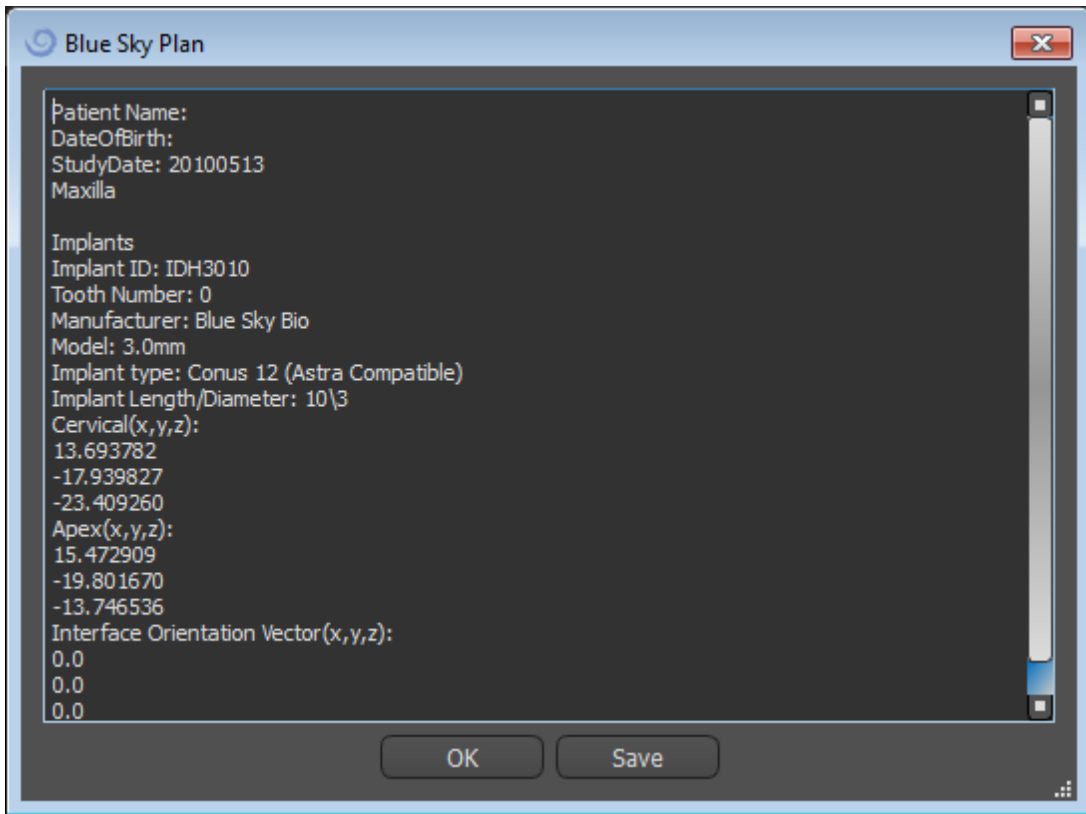 Blue Sky Plan
Patient Name:
DateOfBirth:
StudyDate: 20100513
Maxilla
Implants
Implant ID: IDH3010
Tooth Number: 0
Manufacturer: Blue Sky Bio
Model: 3.0mm
Implant type: Conus 12 (Astra Compatible)
Implant Length/Diameter: 10\3
Cervical(x,y,z):
13.693782
-17.939827
-23.409260
Apex(x,y,z):
15.472909
-19.801670
-13.746536
Interface Orientation Vector(x,y,z):
0.0
0.0
0.0
OK Save